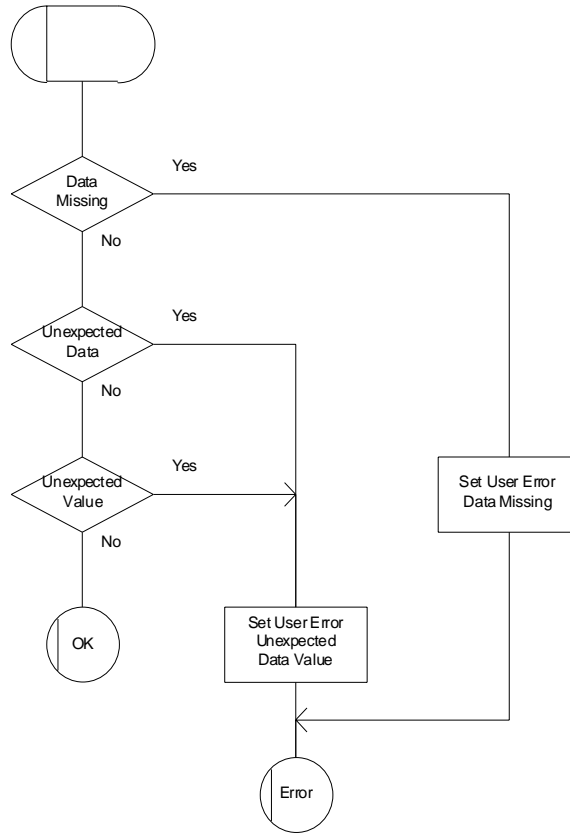 Yes
Data
Missing
No
Yes
Unexpected
Data
No
Yes
Unexpected
Value
No
Set User Error
Data Missing
OK
Set User Error
Unexpected
Data Value
Error